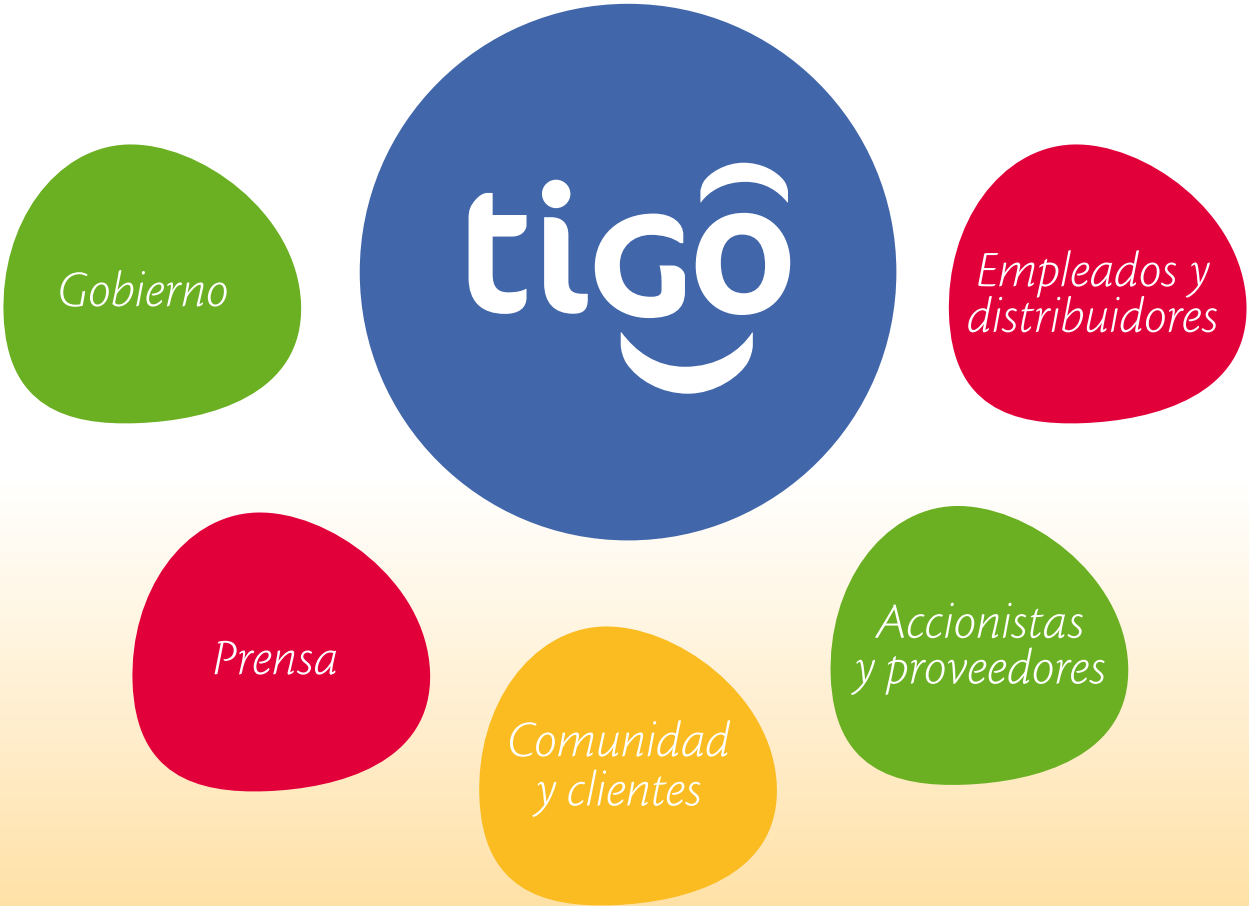 tigo
Gobierno
Empleados y
distribuidores
Prensa
Accionistas
y proveedores
Comunidad
y clientes